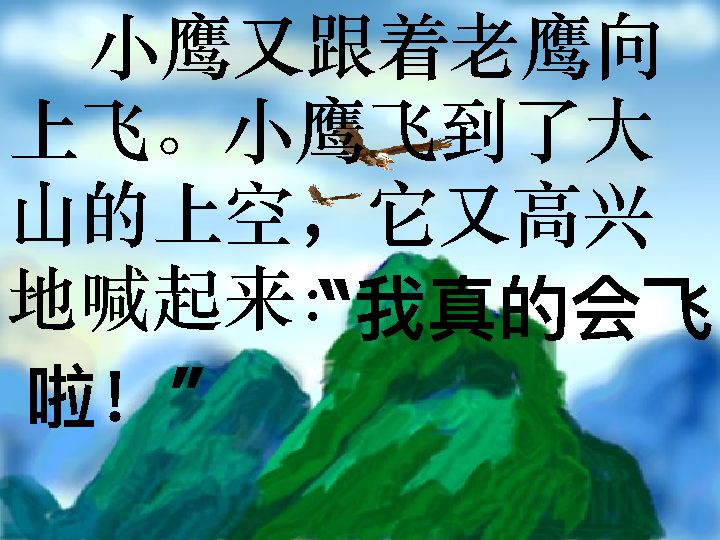 小鹰又跟着老鹰向
上飞。小鹰飞到了大
山的上空，它又高兴
地喊起来：“我真的会飞
啦！”